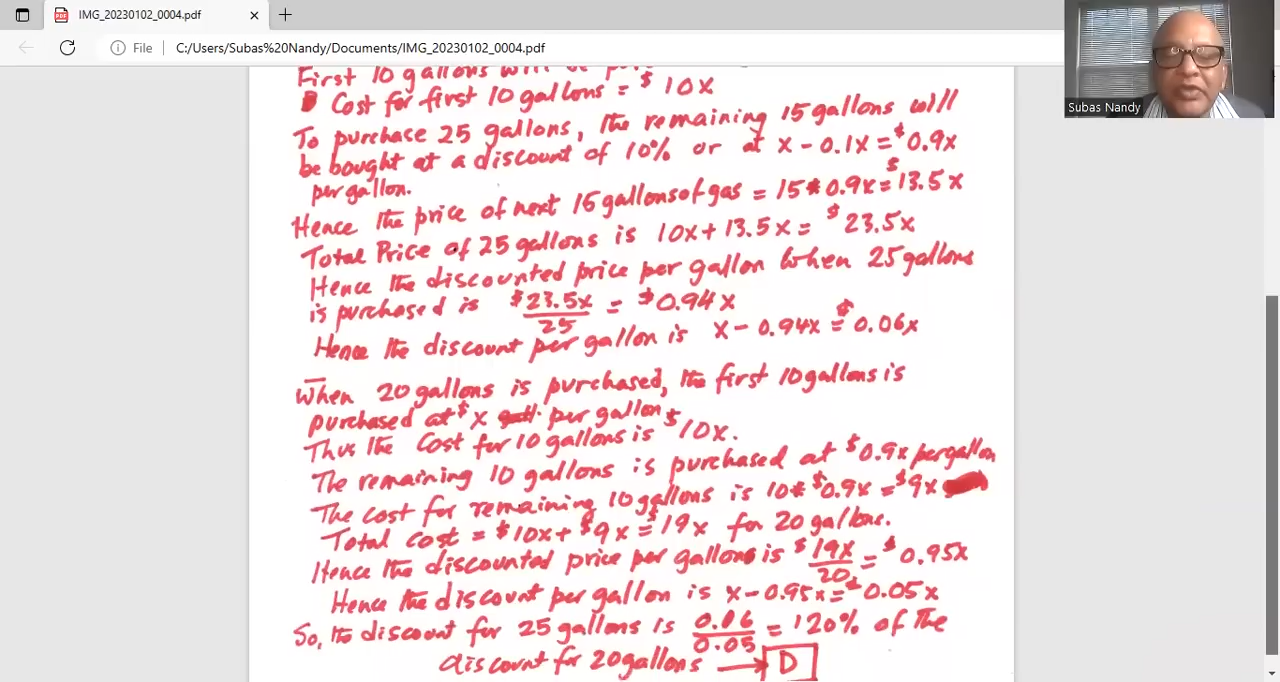 IMG_20230102_0004.pdf
File
C:/Users/Subas%20Nandy/Documents/IMG_20230102_0004.pdf
Subas Nandy
First 10 gallons will be
Cost for first 10 gallons = $ 10x
To purchace 25 gallons, the remaining 15 gallons will
be bought at a discount of 10% or at x - 0.1x = $0.9x
per gallon.
Hence the price of next 15 gallons of gas = 15 * 0.9x = $13.5x
Total Price of 25 gallons is 10x + 13.5x = $23.5x
Hence the discounted price per gallon when 25 gallons
is purchased is $23.5x/25 = $0.94x
Hence the discount per gallon is x - 0.94x = $0.06x
When 20 gallons is purchased, the first 10 gallons is
purchased at $x per gallon
Thus the cost for 10 gallons is $10x.
The remaining 10 gallons is purchased at $0.9x per gallon
The cost for remaining 10 gallons is 10 * $0.9x = $9x
Total cost = $10x + $9x = $19x for 20 gallons.
Hence the discounted price per gallons is $19x/20 = $0.95x
Hence the discount per gallon is x - 0.95x = $0.05x
So, the discount for 25 gallons is 0.06/0.05 = 120% of the
discount for 20 gallons → D